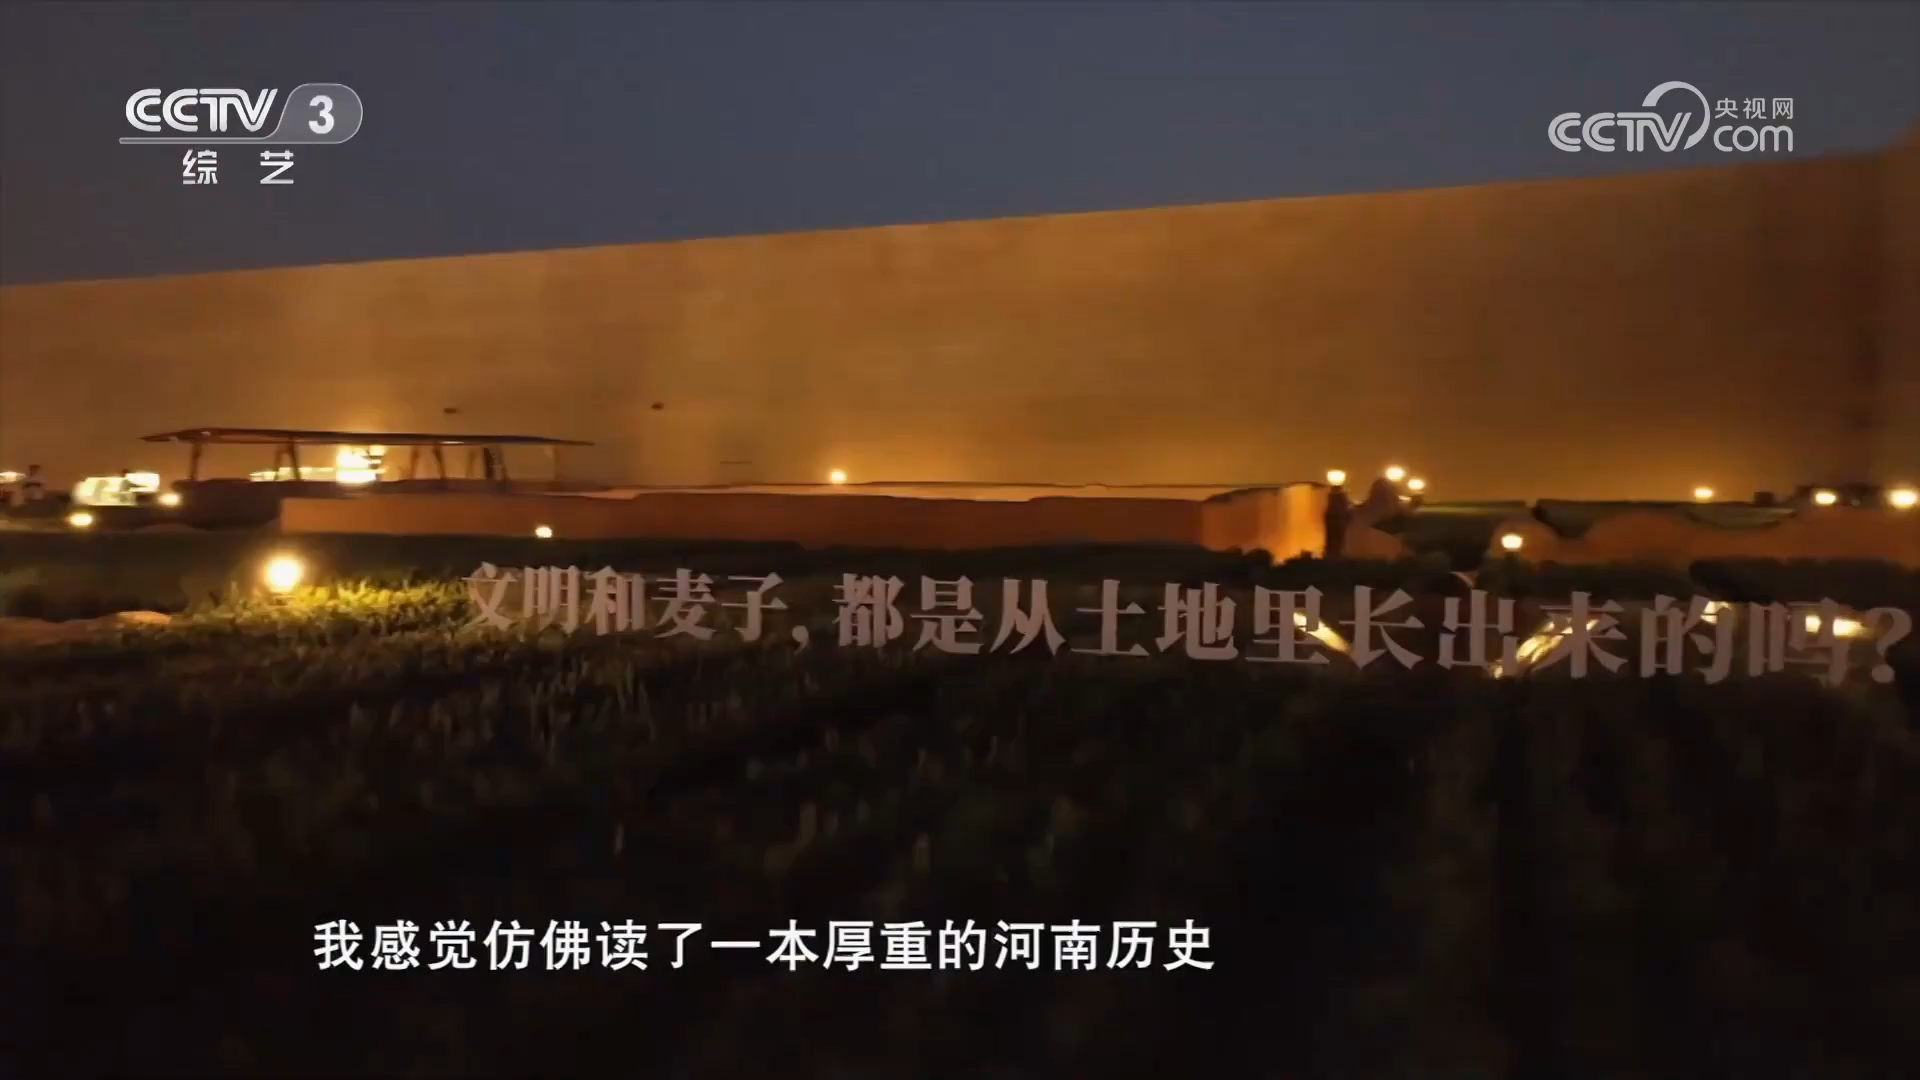 CCTV 3
综艺
央视网
CCTV com
文明和麦子,都是从土地里长出来的吗?
我感觉仿佛读了一本厚重的河南历史